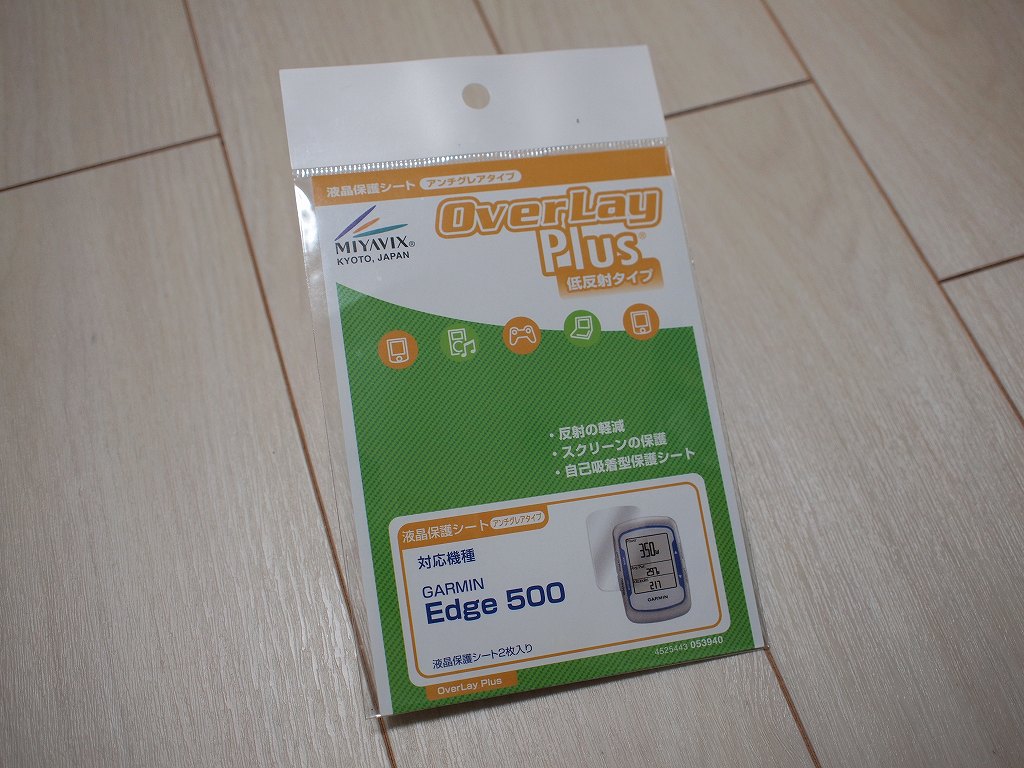 液晶保護シート アンチグレアタイプ
MIYAVIX®
KYOTO, JAPAN
OverLay
Plus®
低反射タイプ
・反射の軽減
・スクリーンの保護
・自己吸着型保護シート
液晶保護シート アンチグレアタイプ
対応機種
GARMIN
Edge 500
350
297
217
GARMIN
液晶保護シート2枚入り
4525443 053940
OverLay Plus